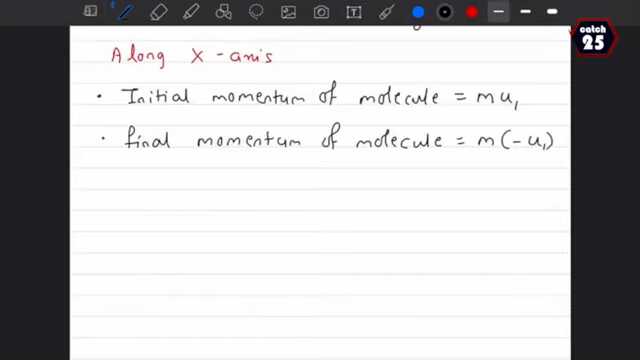 catch
25
Along X-axis
• Initial momentum of molecule = mu₁
• final momentum of molecule = m(-u₁)